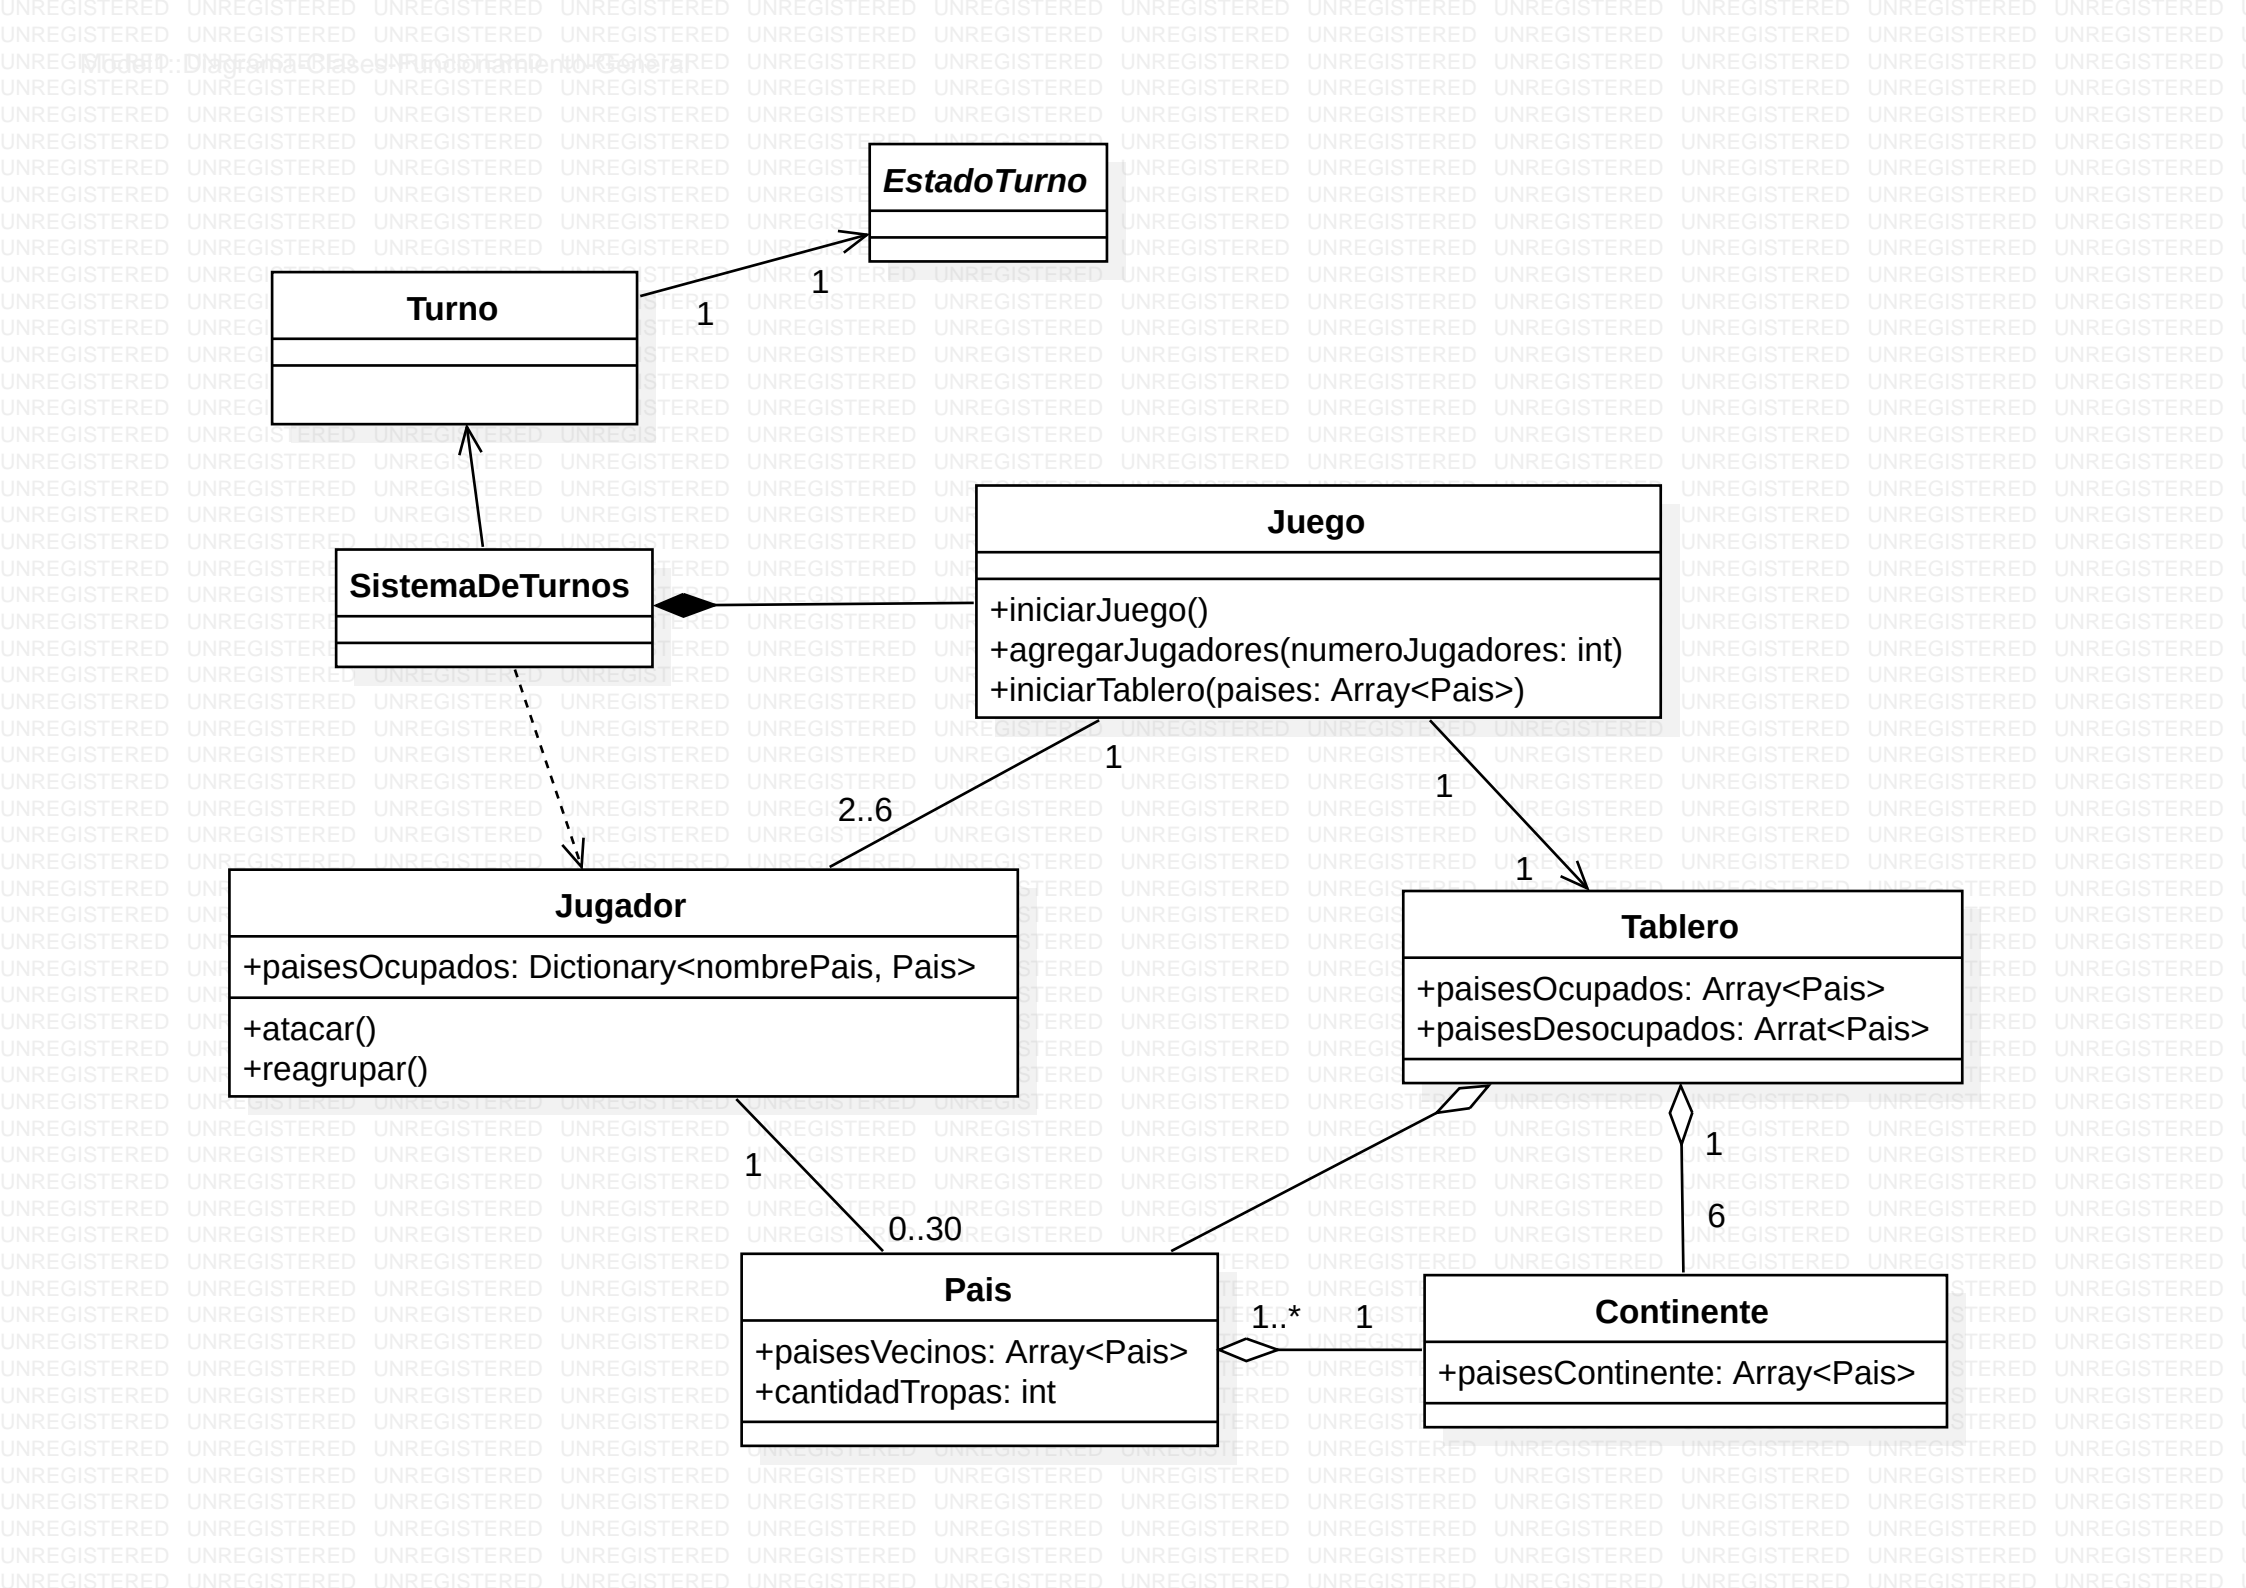 Model1::Diagrama-Clases-Funcionamiento-General
EstadoTurno
1
1
Turno
Juego
+iniciarJuego()
+agregarJugadores(numeroJugadores: int)
+iniciarTablero(paises: Array<Pais>)
SistemaDeTurnos
1
2..6
1
1
Jugador
+paisesOcupados: Dictionary<nombrePais, Pais>
+atacar()
+reagrupar()
Tablero
+paisesOcupados: Array<Pais>
+paisesDesocupados: Arrat<Pais>
1
0..30
1
6
Pais
+paisesVecinos: Array<Pais>
+cantidadTropas: int
1..* 1
Continente
+paisesContinente: Array<Pais>
UNREGISTERED